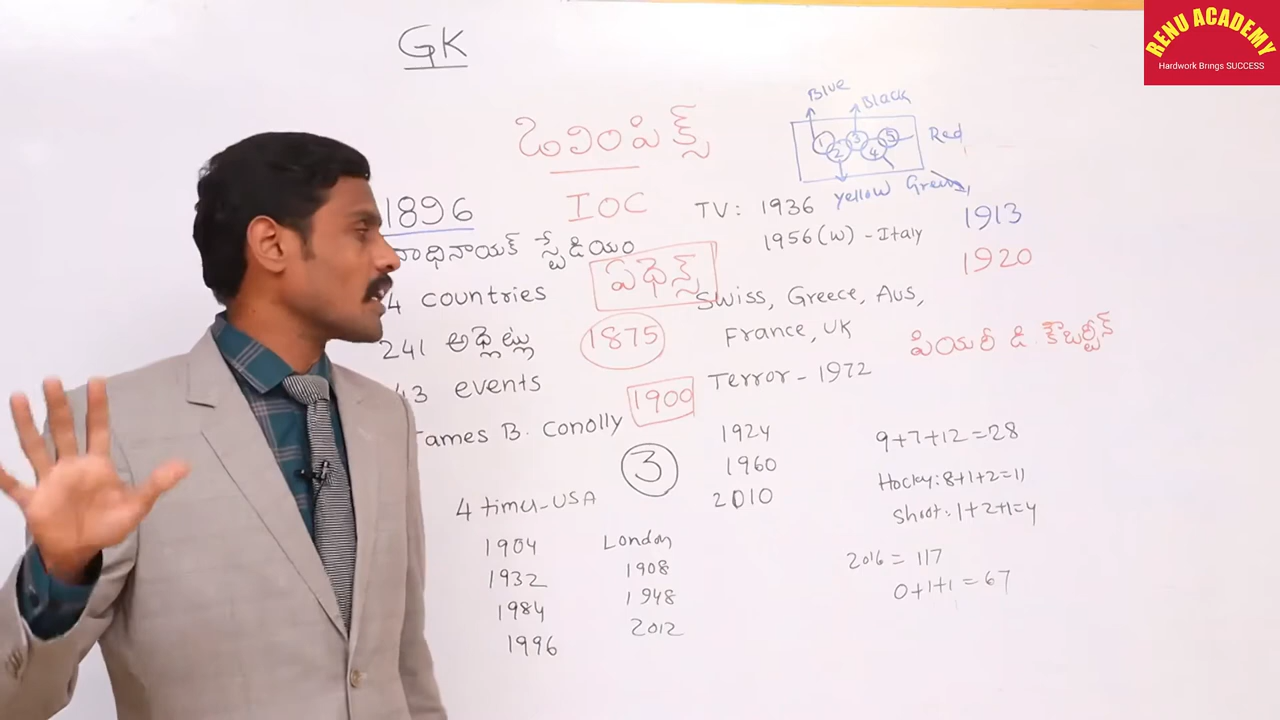 RENU ACADEMY
Hardwork Brings SUCCESS
GK
ఒలింపిక్స్
Blue
Black
1 2 3 4 5
Red
Yellow Green
1896
IOC
TV: 1936
1956(W) - Italy
1913
1920
స్టేడియం
ఏథెన్స్
4 countries
Swiss, Greece, Aus,
France, UK
241 అథ్లెట్లు
1875
పియరీ డి కౌబర్టీన్
3 events
1900
Terror - 1972
James B. Conolly
3
1924
1960
2010
9+7+12=28
Hocky: 8+1+2=11
Shoot: 1+2+1=4
4 times-USA
1904
1932
1984
1996
London
1908
1948
2012
2016 = 117
0+1+1 = 67